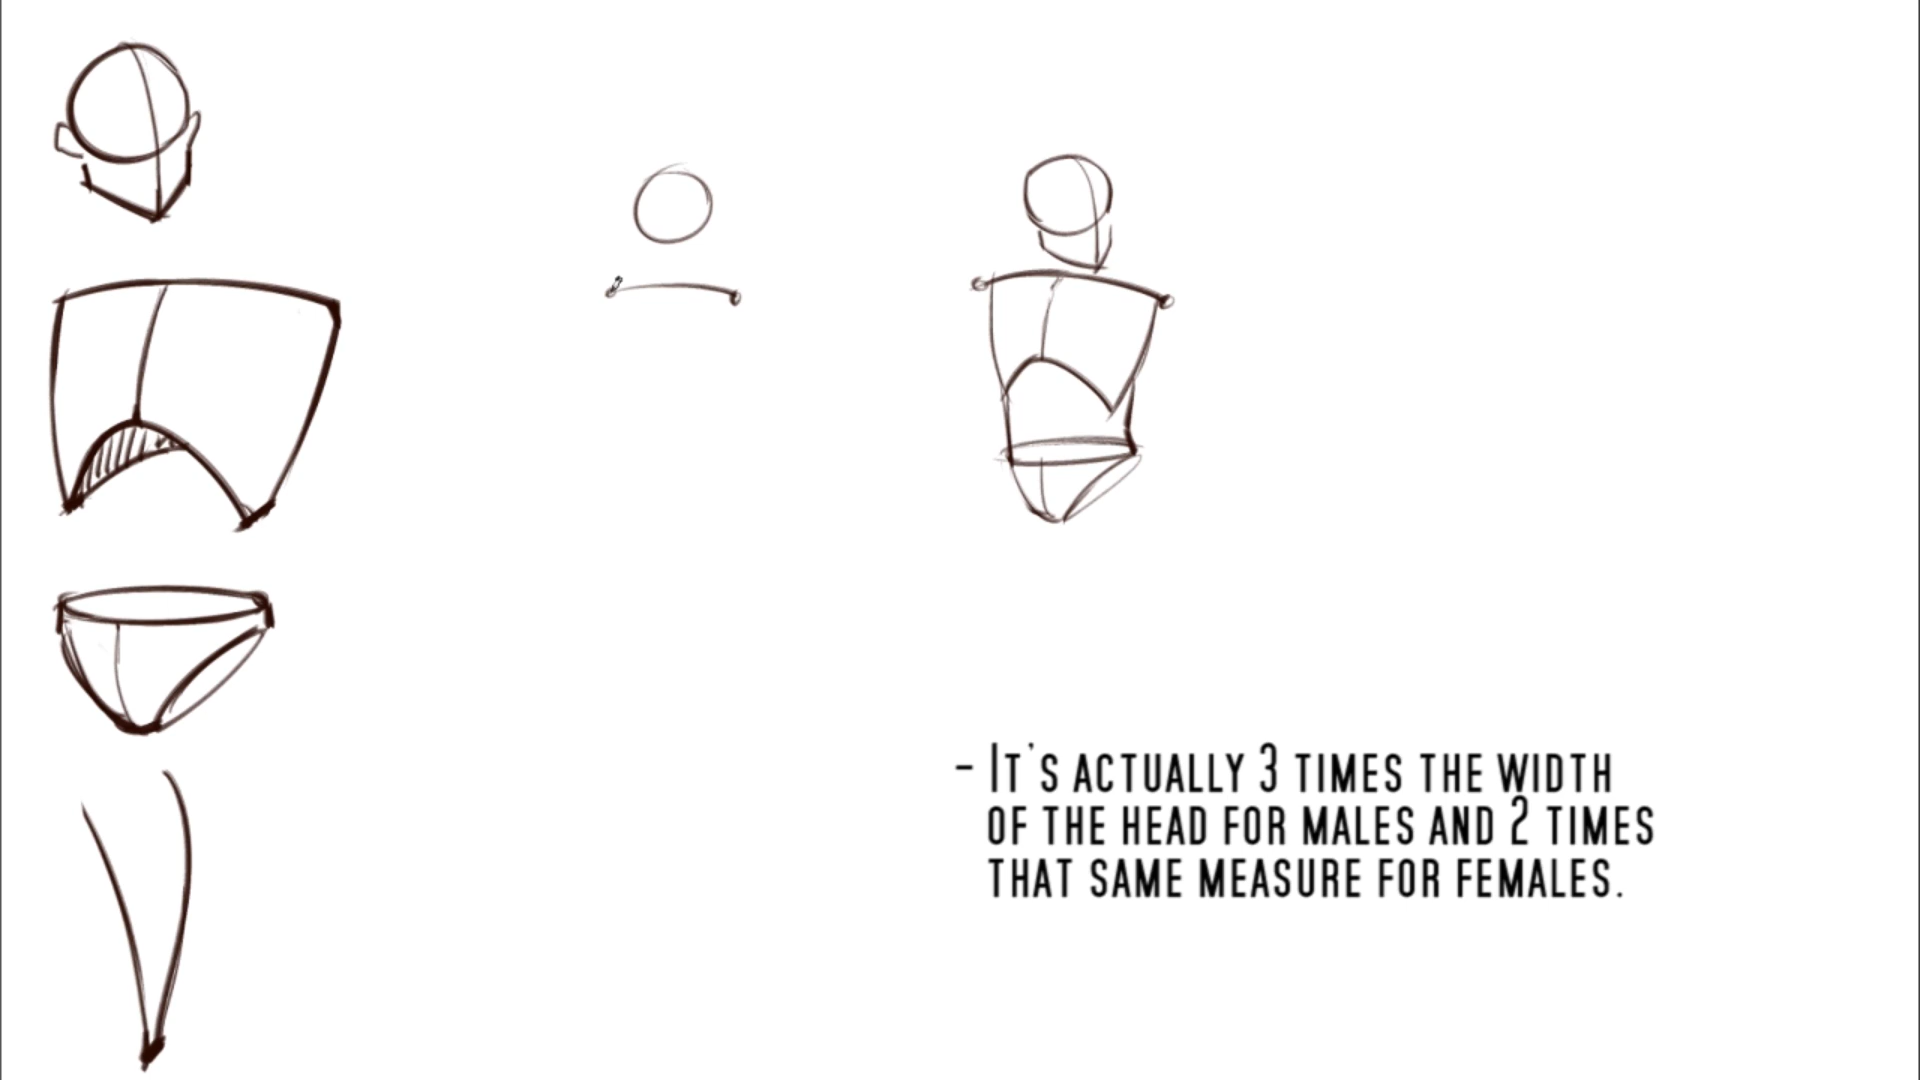 - It's actually 3 times the width
of the head for males and 2 times
that same measure for females.